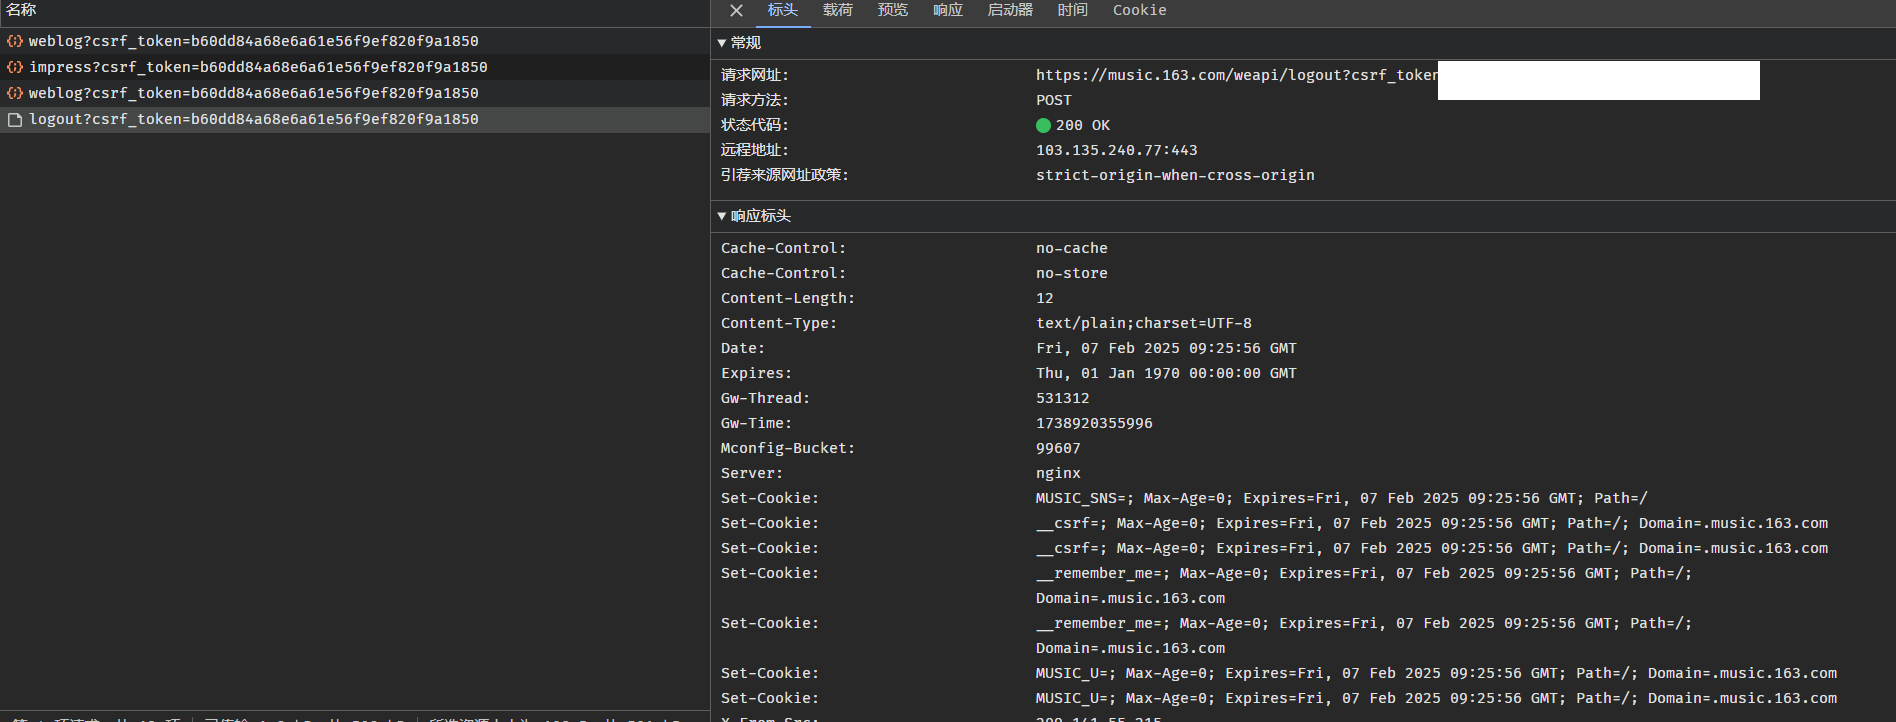 名称
weblog?csrf_token=b60dd84a68e6a61e56f9ef820f9a1850
impress?csrf_token=b60dd84a68e6a61e56f9ef820f9a1850
weblog?csrf_token=b60dd84a68e6a61e56f9ef820f9a1850
logout?csrf_token=b60dd84a68e6a61e56f9ef820f9a1850
标头 载荷 预览 响应 启动器 时间 Cookie
常规
请求网址: https://music.163.com/weapi/logout?csrf_token
请求方法: POST
状态代码: 200 OK
远程地址: 103.135.240.77:443
引荐来源网址政策: strict-origin-when-cross-origin
响应标头
Cache-Control: no-cache
Cache-Control: no-store
Content-Length: 12
Content-Type: text/plain;charset=UTF-8
Date: Fri, 07 Feb 2025 09:25:56 GMT
Expires: Thu, 01 Jan 1970 00:00:00 GMT
Gw-Thread: 531312
Gw-Time: 1738920355996
Mconfig-Bucket: 99607
Server: nginx
Set-Cookie: MUSIC_SNS=; Max-Age=0; Expires=Fri, 07 Feb 2025 09:25:56 GMT; Path=/
Set-Cookie: __csrf=; Max-Age=0; Expires=Fri, 07 Feb 2025 09:25:56 GMT; Path=/; Domain=.music.163.com
Set-Cookie: __csrf=; Max-Age=0; Expires=Fri, 07 Feb 2025 09:25:56 GMT; Path=/; Domain=.music.163.com
Set-Cookie: __remember_me=; Max-Age=0; Expires=Fri, 07 Feb 2025 09:25:56 GMT; Path=/;
Domain=.music.163.com
Set-Cookie: __remember_me=; Max-Age=0; Expires=Fri, 07 Feb 2025 09:25:56 GMT; Path=/;
Domain=.music.163.com
Set-Cookie: MUSIC_U=; Max-Age=0; Expires=Fri, 07 Feb 2025 09:25:56 GMT; Path=/; Domain=.music.163.com
Set-Cookie: MUSIC_U=; Max-Age=0; Expires=Fri, 07 Feb 2025 09:25:56 GMT; Path=/; Domain=.music.163.com